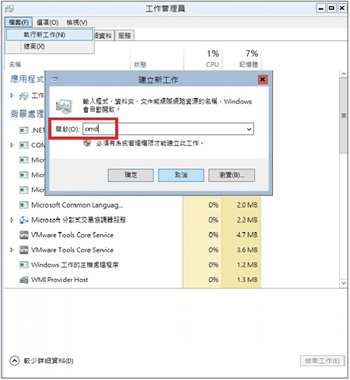 工作管理員
檔案(F) 選項(O) 檢視(V)
執行新工作(N)
結束(X)
資料 服務
1% 7%
名稱 狀態 CPU 記憶體
應用程式
工作
建立新工作
輸入程式、資料夾、文件或網際網路資源的名稱，Windows
會自動開啟。
開啟(O): cmd
必須有系統管理權限才能建立此工作。
確定 取消 瀏覽(B)...
背景處理
.NET
COM
Micr
Micr
Micr
Microsoft Common Languag... 0% 2.0 MB
Microsoft 分散式交易協調器服務 0% 2.2 MB
VMware Tools Core Service 0% 4.7 MB
VMware Tools Core Service 0% 3.6 MB
Windows 工作的主機處理程序 0% 1.2 MB
WMI Provider Host 0% 1.3 MB
較少詳細資料(D) 結束工作(E)